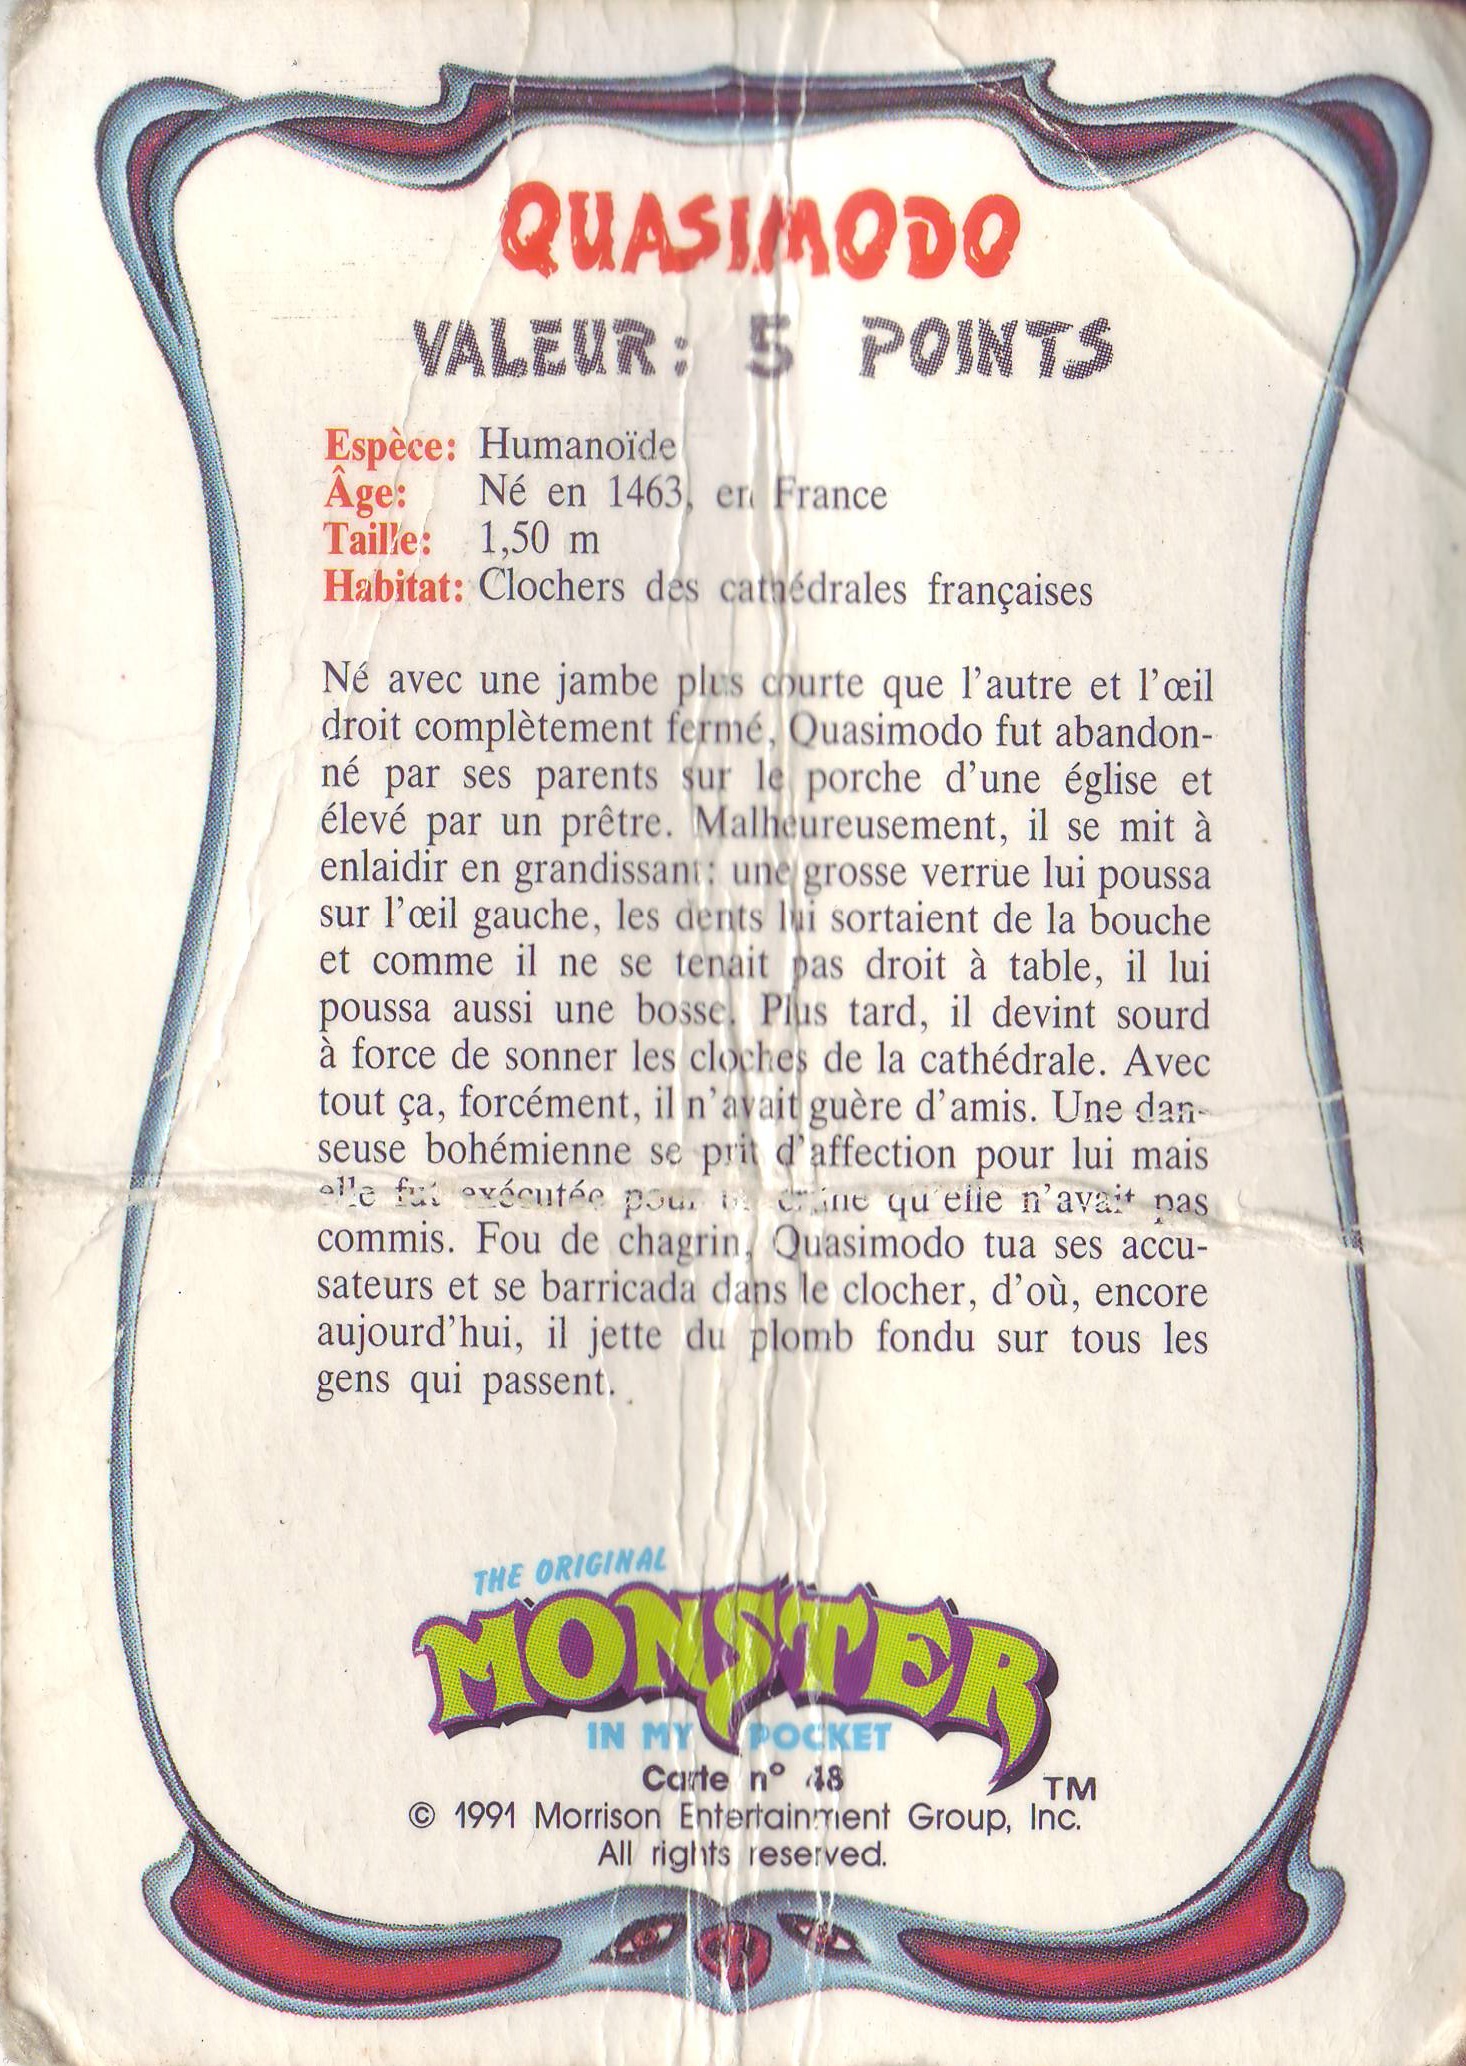 QUASIMODO
VALEUR: 5 POINTS
Espèce: Humanoïde
Âge: Né en 1463, en France
Taille: 1,50 m
Habitat: Clochers des cathédrales françaises
Né avec une jambe plus courte que l'autre et l'œil
droit complètement fermé, Quasimodo fut abandon-
né par ses parents sur le porche d'une église et
élevé par un prêtre. Malheureusement, il se mit à
enlaidir en grandissant: une grosse verrue lui poussa
sur l'œil gauche, les dents lui sortaient de la bouche
et comme il ne se tenait pas droit à table, il lui
poussa aussi une bosse. Plus tard, il devint sourd
à force de sonner les cloches de la cathédrale. Avec
tout ça, forcément, il n'avait guère d'amis. Une dan-
seuse bohémienne se prit d'affection pour lui mais
elle fut exécutée pour un crime qu'elle n'avait pas
commis. Fou de chagrin, Quasimodo tua ses accu-
sateurs et se barricada dans le clocher, d'où, encore
aujourd'hui, il jette du plomb fondu sur tous les
gens qui passent.
THE ORIGINAL
MONSTER
IN MY POCKET
Carte n° 48 TM
© 1991 Morrison Entertainment Group, Inc.
All rights reserved.